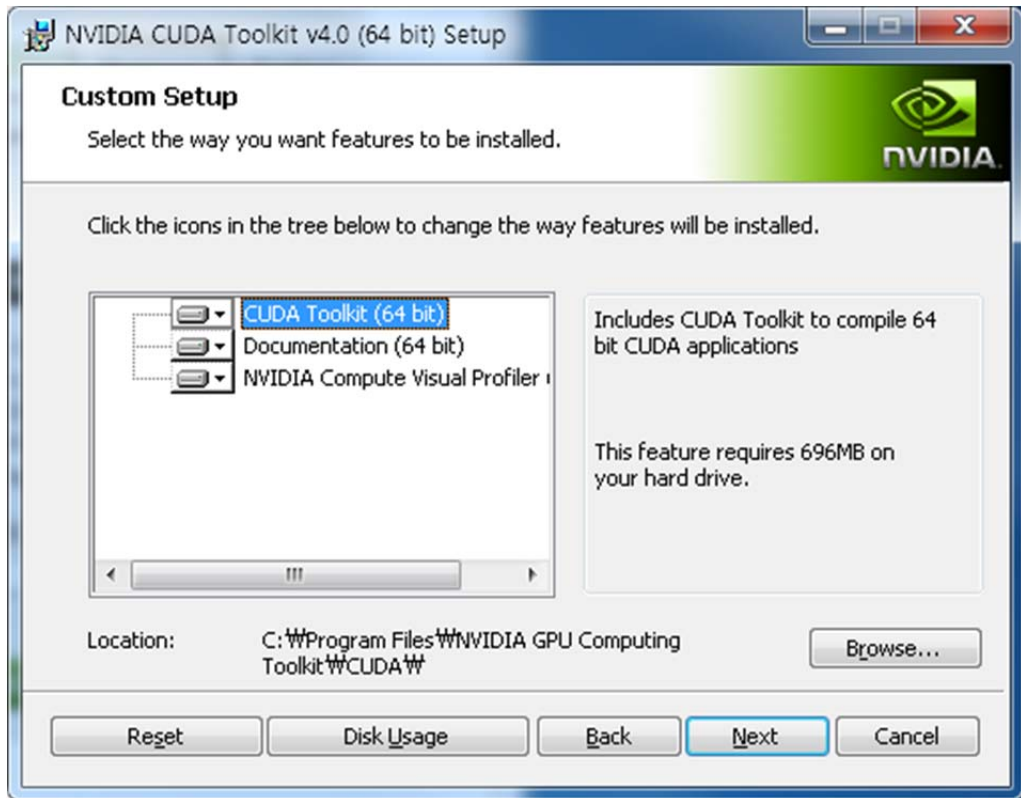 NVIDIA CUDA Toolkit v4.0 (64 bit) Setup
Custom Setup
Select the way you want features to be installed.
NVIDIA.
Click the icons in the tree below to change the way features will be installed.
CUDA Toolkit (64 bit)
Documentation (64 bit)
NVIDIA Compute Visual Profiler
Includes CUDA Toolkit to compile 64
bit CUDA applications
This feature requires 696MB on
your hard drive.
Location:
C:₩Program Files₩NVIDIA GPU Computing
Toolkit₩CUDA₩
Browse...
Reset
Disk Usage
Back
Next
Cancel